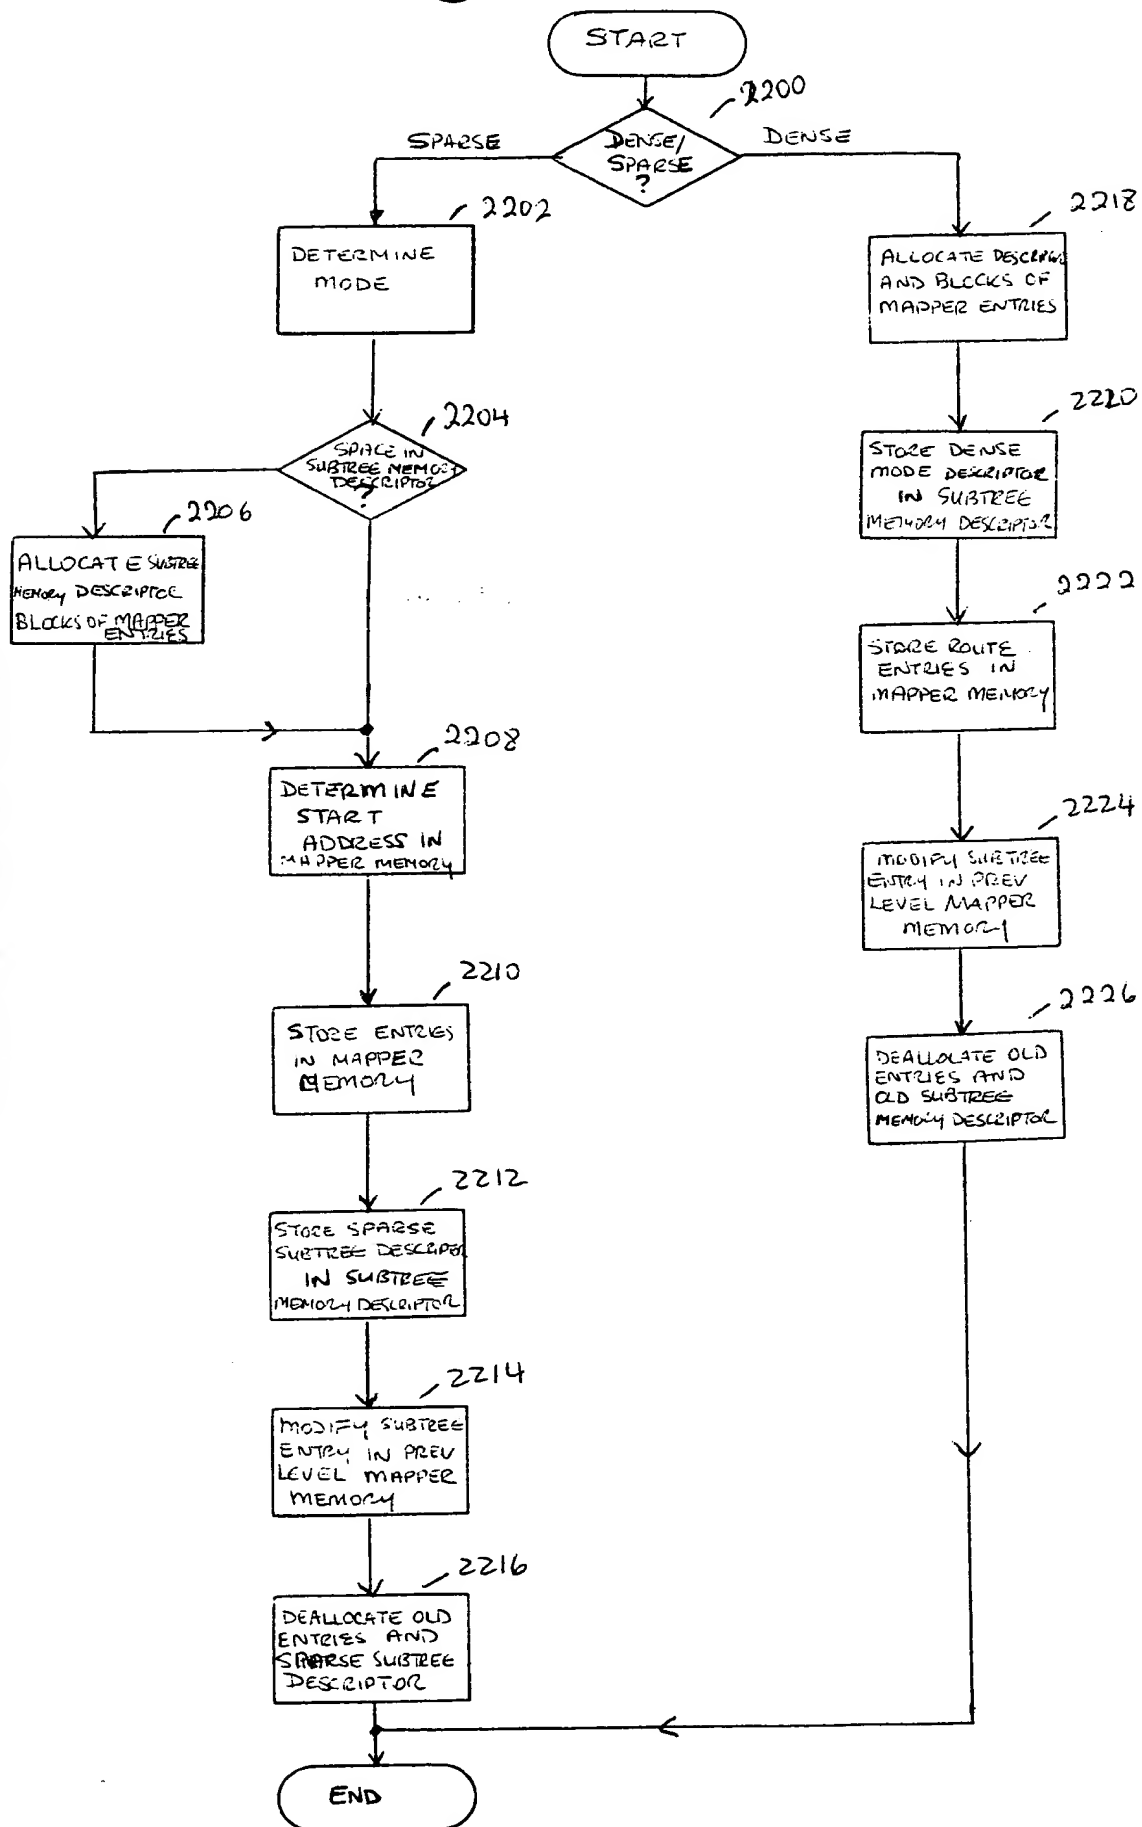 START
2200
DENSE/
SPARSE
?
SPARSE
DENSE
2202
DETERMINE
MODE
2204
SPACE IN
SUBTREE MEMORY
DESCRIPTOR
?
2206
ALLOCATE SUBTREE
MEMORY DESCRIPTOR
BLOCKS OF MAPPER
ENTRIES
2208
DETERMINE
START
ADDRESS IN
MAPPER MEMORY
2210
STORE ENTRIES
IN MAPPER
MEMORY
2212
STORE SPARSE
SUBTREE DESCRIPER
IN SUBTREE
MEMORY DESCRIPTOR
2214
MODIFY SUBTREE
ENTRY IN PREV
LEVEL MAPPER
MEMORY
2216
DEALLOCATE OLD
ENTRIES AND
SPARSE SUBTREE
DESCRIPTOR
2218
ALLOCATE DESCRIPTOR
AND BLOCKS OF
MAPPER ENTRIES
2220
STORE DENSE
MODE DESCRIPTOR
IN SUBTREE
MEMORY DESCRIPTOR
2222
STORE ROUTE
ENTRIES IN
MAPPER MEMORY
2224
MODIFY SUBTREE
ENTRY IN PREV
LEVEL MAPPER
MEMORY
2226
DEALLOCATE OLD
ENTRIES AND
OLD SUBTREE
MEMORY DESCRIPTOR
END